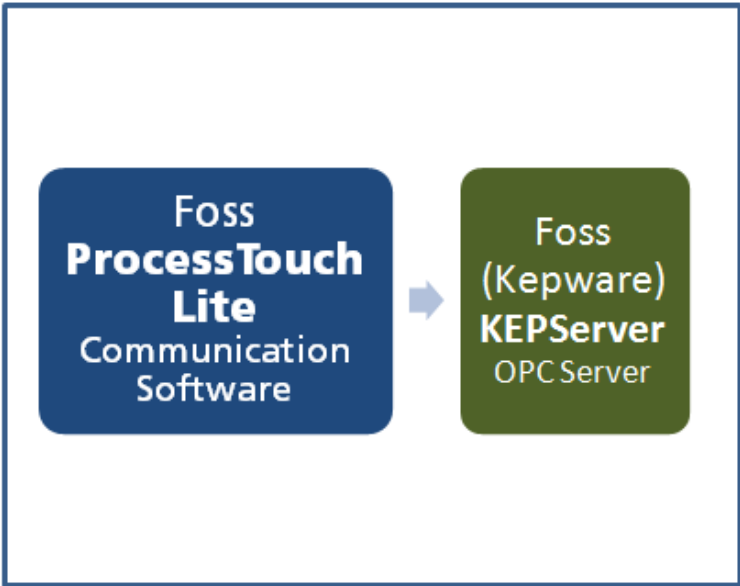 Foss
ProcessTouch
Lite
Communication
Software
Foss
(Kepware)
KEPServer
OPC Server